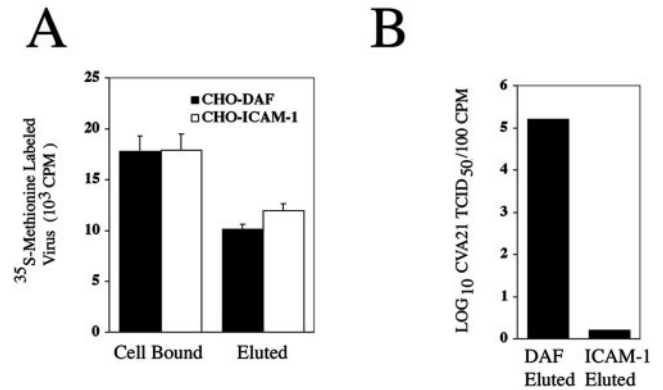 A
25
20
15
10
5
0
35S-Methionine Labeled
Virus (10³ CPM)
CHO-DAF
CHO-ICAM-1
Cell Bound Eluted
B
6
5
4
3
2
1
0
LOG10 CVA21 TCID50/100 CPM
DAF ICAM-1
Eluted Eluted